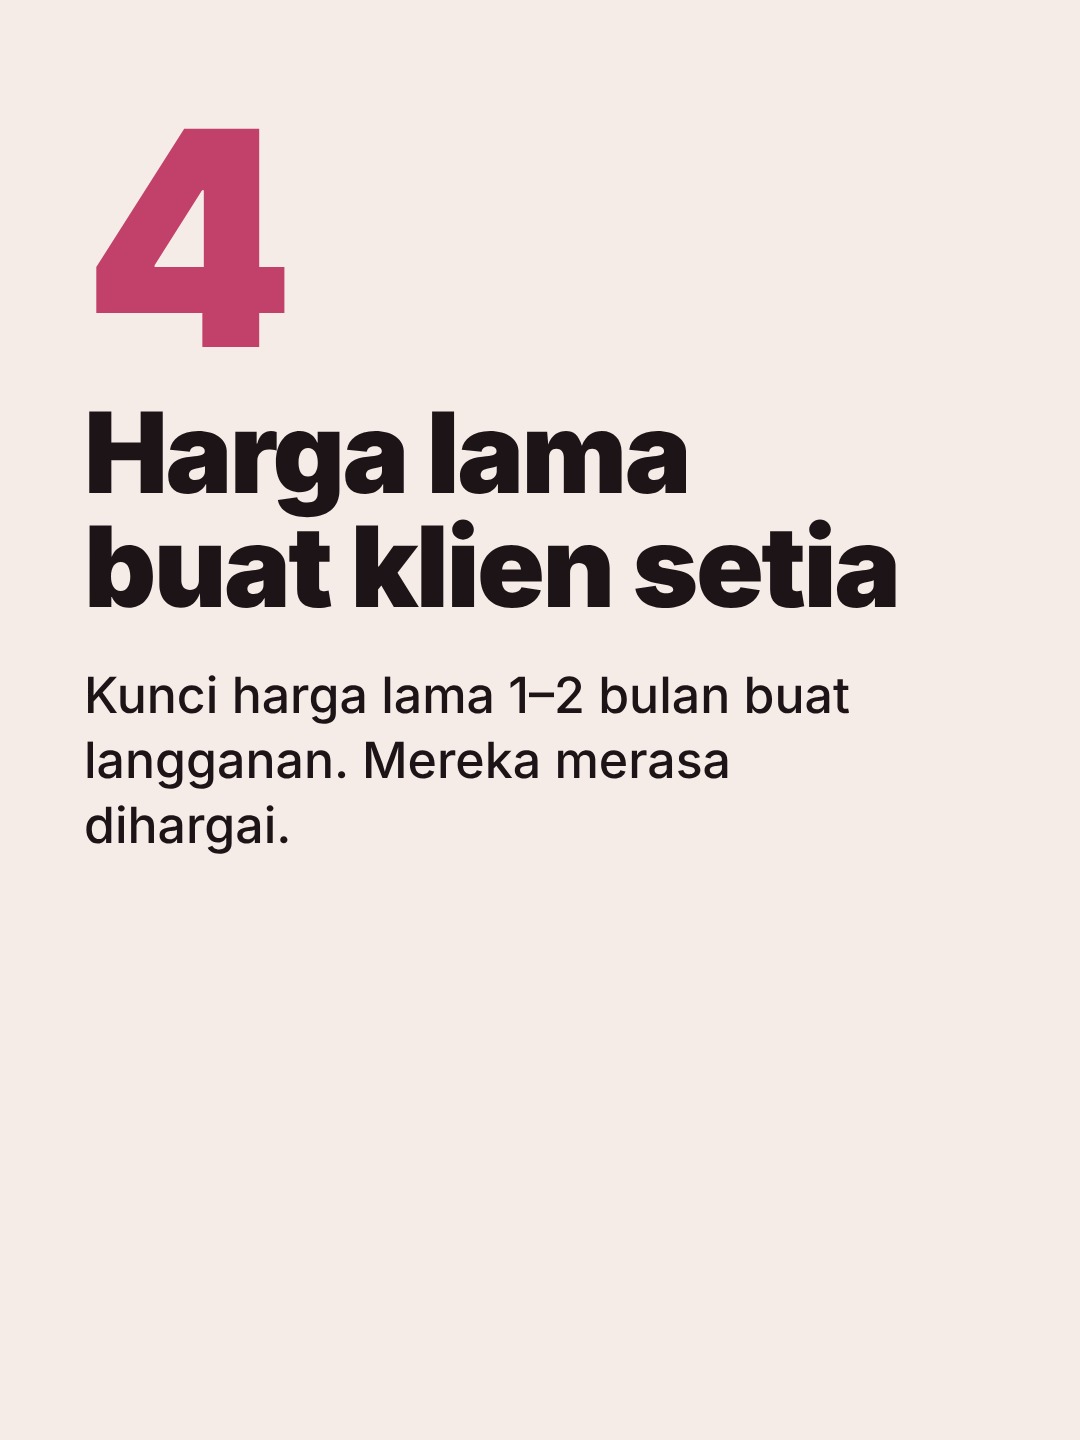 4
Harga lama
buat klien setia
Kunci harga lama 1–2 bulan buat
langganan. Mereka merasa
dihargai.